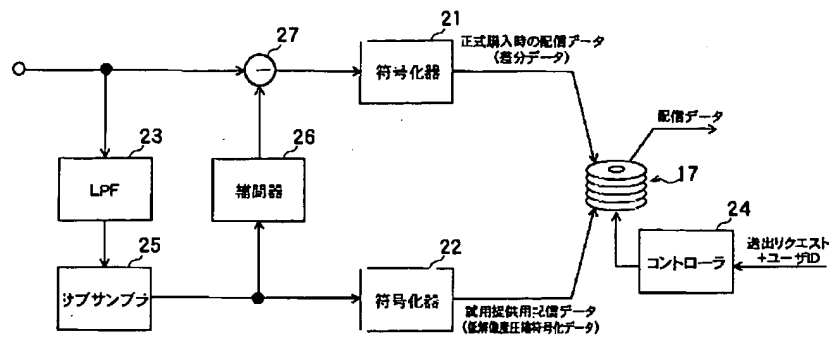 27
21
符号化器
正式購入時の配信データ
(差分データ)
配信データ
17
23
LPF
26
補間器
24
コントローラ
送出リクエスト
+ユーザID
25
サブサンプラ
22
符号化器
試用提供用配信データ
(低解像度圧縮符号化データ)